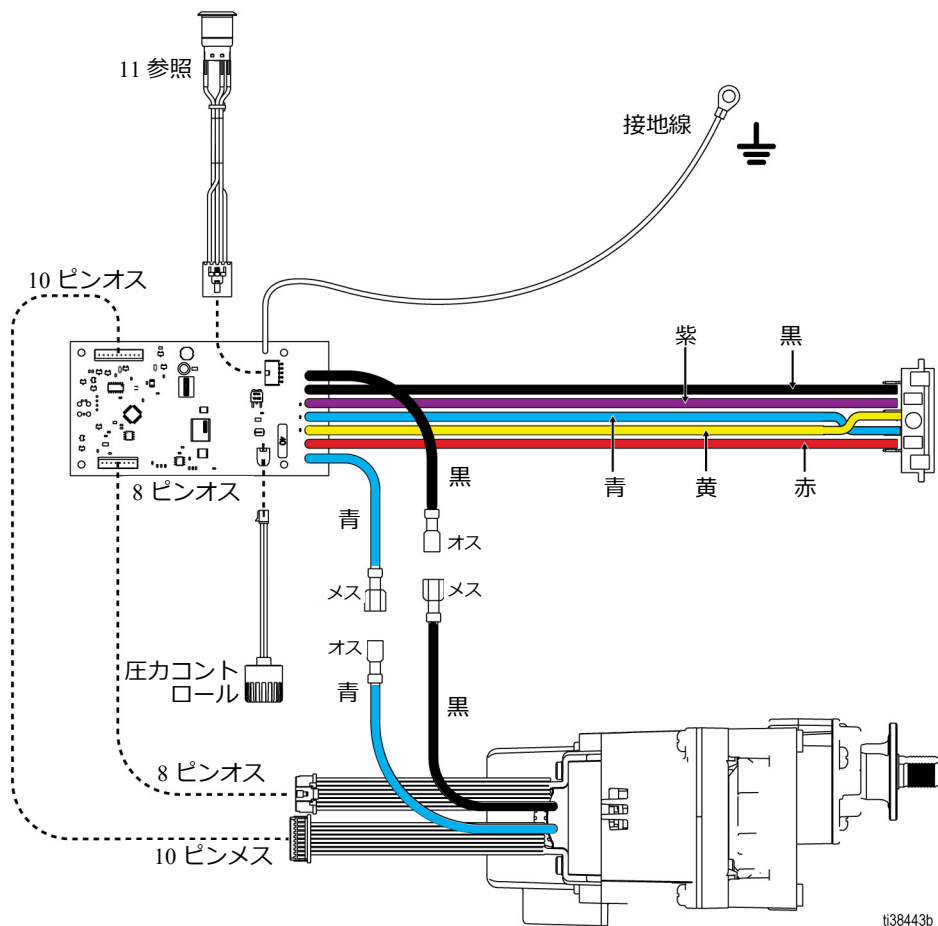 11 参照
接地線
10 ピンオス
紫
黒
8 ピンオス
青
黄
赤
黒
青
オス
メス
メス
オス
圧力コント
ロール
青
黒
8 ピンオス
10 ピンメス
ti38443b